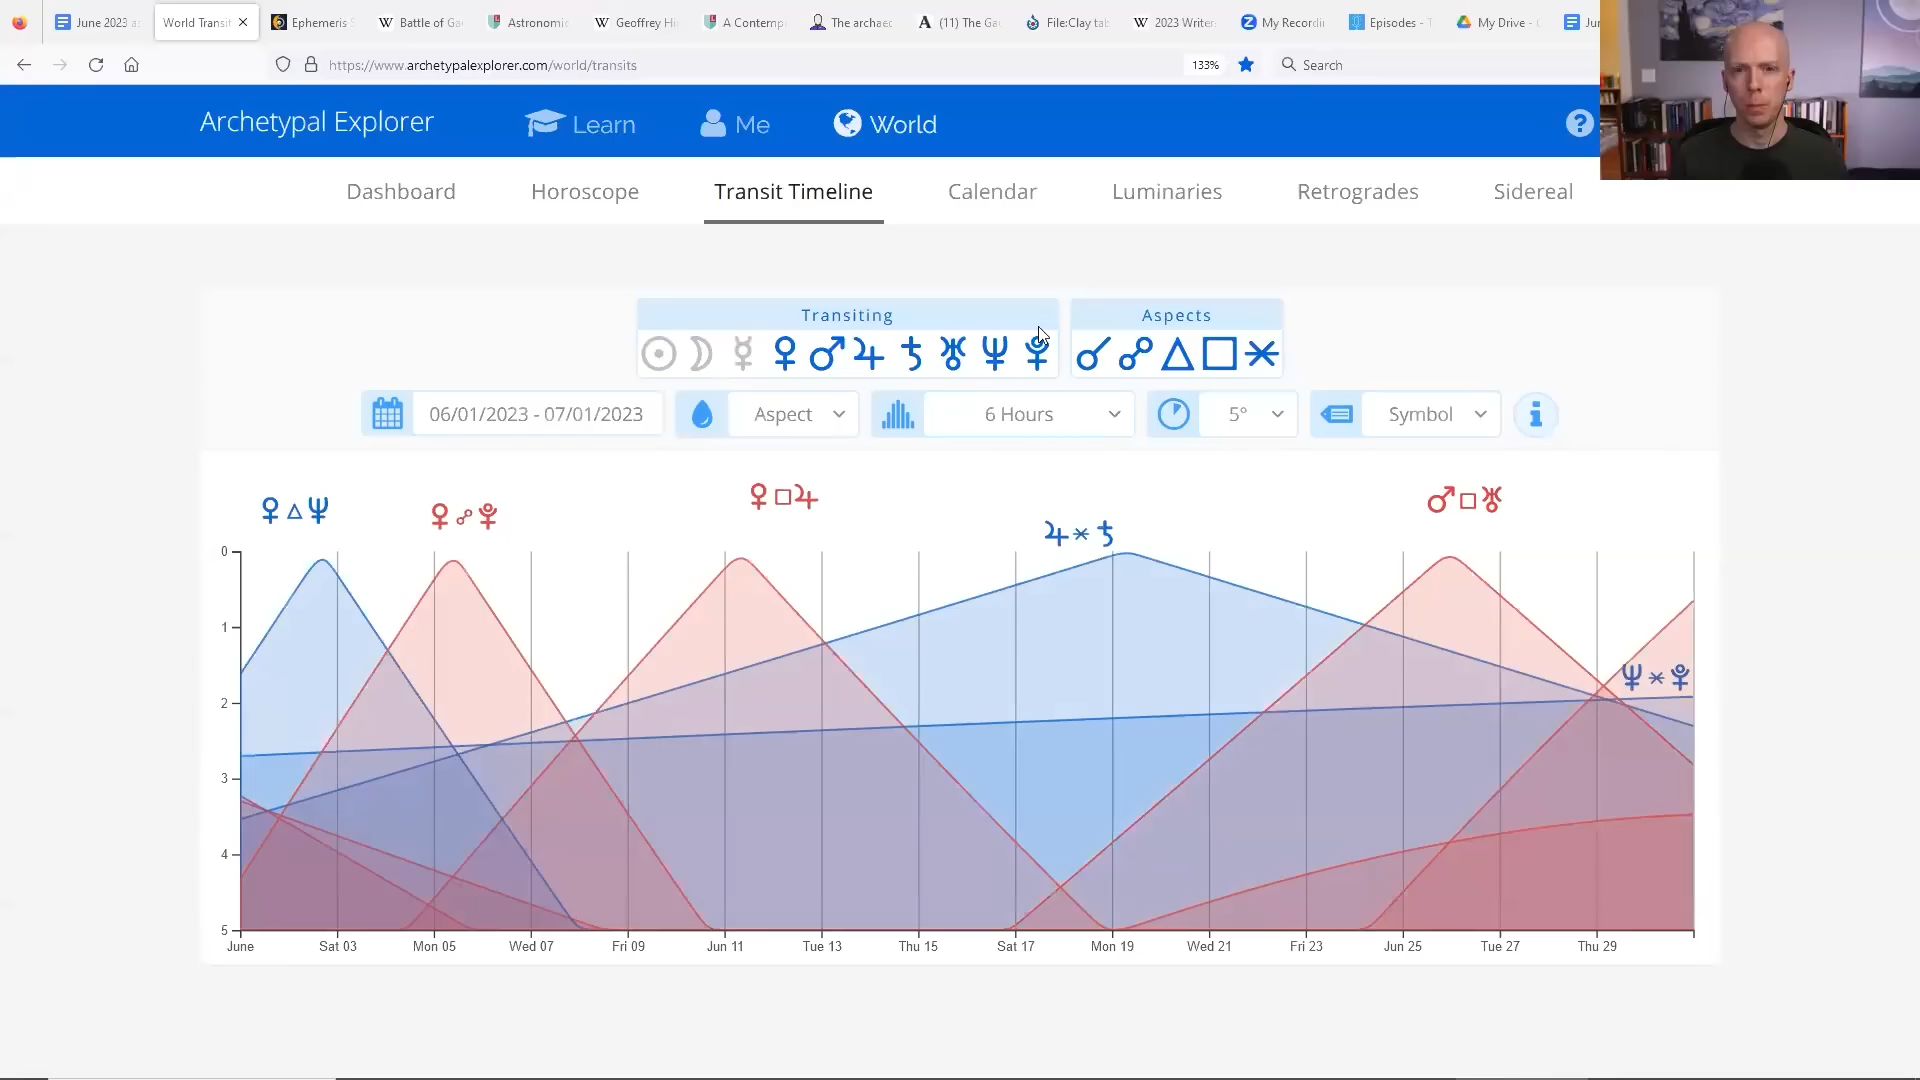 June 2023 a
World Transit
Ephemeris S
Battle of Ga
Astronomic
Geoffrey Hi
A Contemp
The archaec
(11) The Ga
File:Clay tab
2023 Writer
My Recordi
Episodes - T
My Drive - G
Jur
https://www.archetypalexplorer.com/world/transits
133%
Search
Archetypal Explorer
Learn
Me
World
Dashboard
Horoscope
Transit Timeline
Calendar
Luminaries
Retrogrades
Sidereal
Transiting
Aspects
☉ ☽ ☿ ♀ ♂ ♃ ♄ ♅ ♆ ♇
☌ ☍ △ □ ⚹
06/01/2023 - 07/01/2023
Aspect
6 Hours
5°
Symbol
♀ △ ♆
♀ ☍ ♇
♀ □ ♃
♃ ⚹ ♄
♂ □ ♅
♆ ⚹ ♇
0
1
2
3
4
5
June
Sat 03
Mon 05
Wed 07
Fri 09
Jun 11
Tue 13
Thu 15
Sat 17
Mon 19
Wed 21
Fri 23
Jun 25
Tue 27
Thu 29